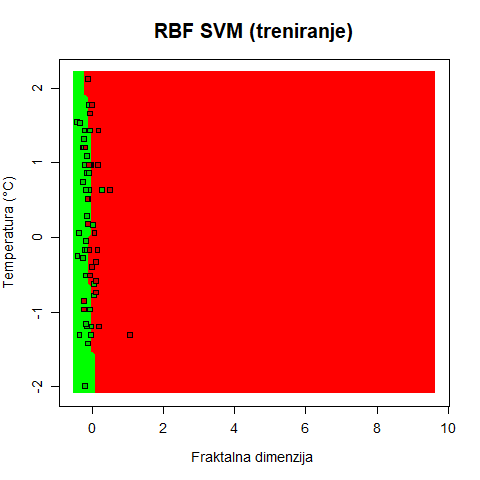 RBF SVM (treniranje)
Temperatura (°C)
2
1
0
-1
-2
0 2 4 6 8 10
Fraktalna dimenzija